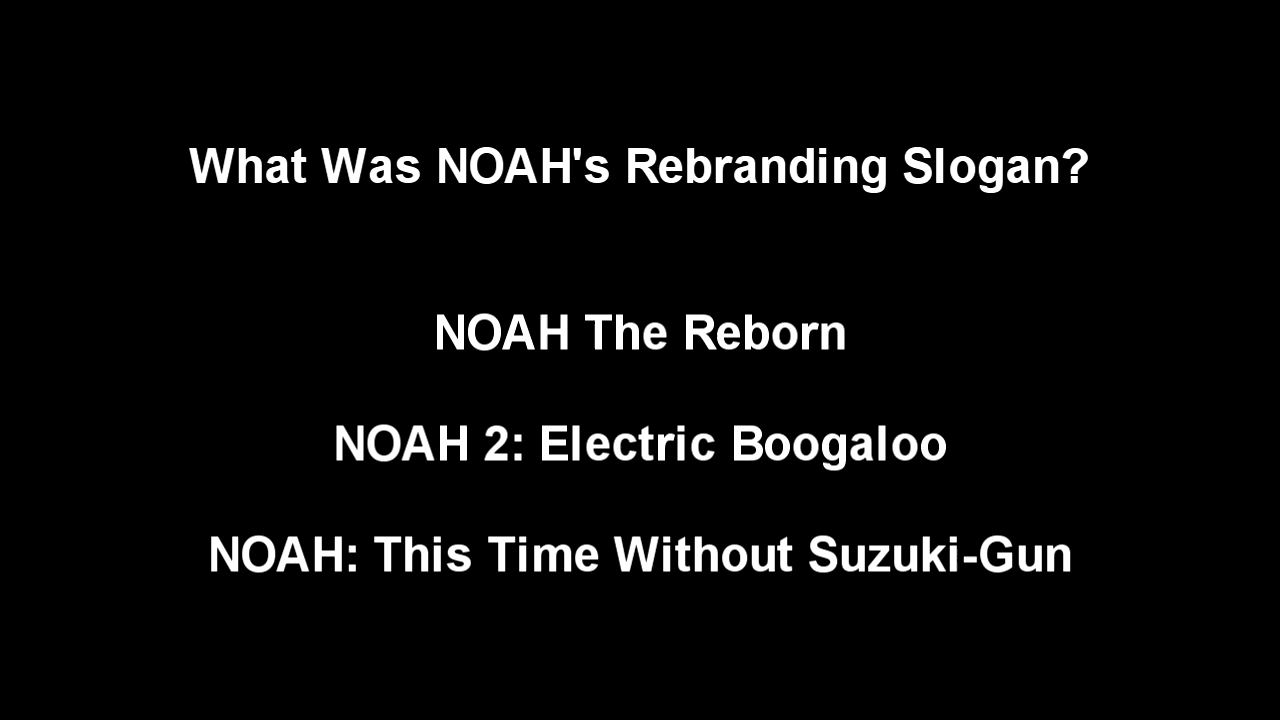 What Was NOAH's Rebranding Slogan?
NOAH The Reborn
NOAH 2: Electric Boogaloo
NOAH: This Time Without Suzuki-Gun